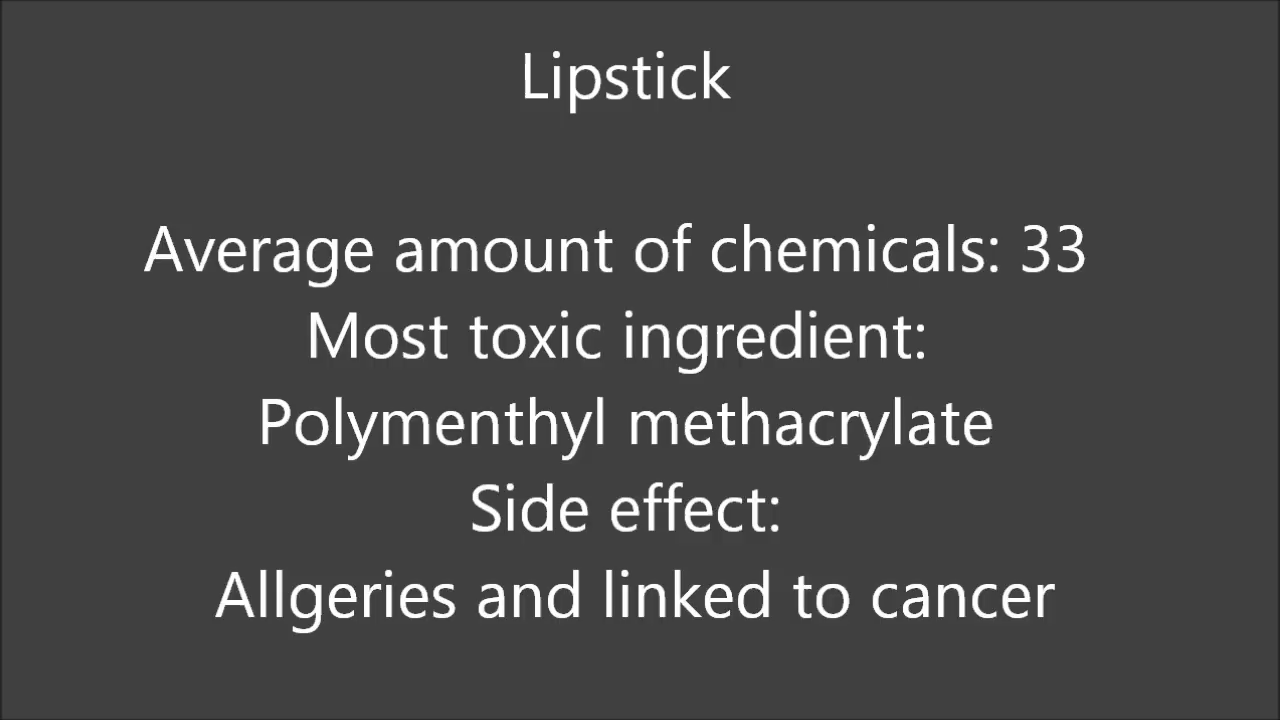 Lipstick
Average amount of chemicals: 33
Most toxic ingredient:
Polymenthyl methacrylate
Side effect:
Allgeries and linked to cancer